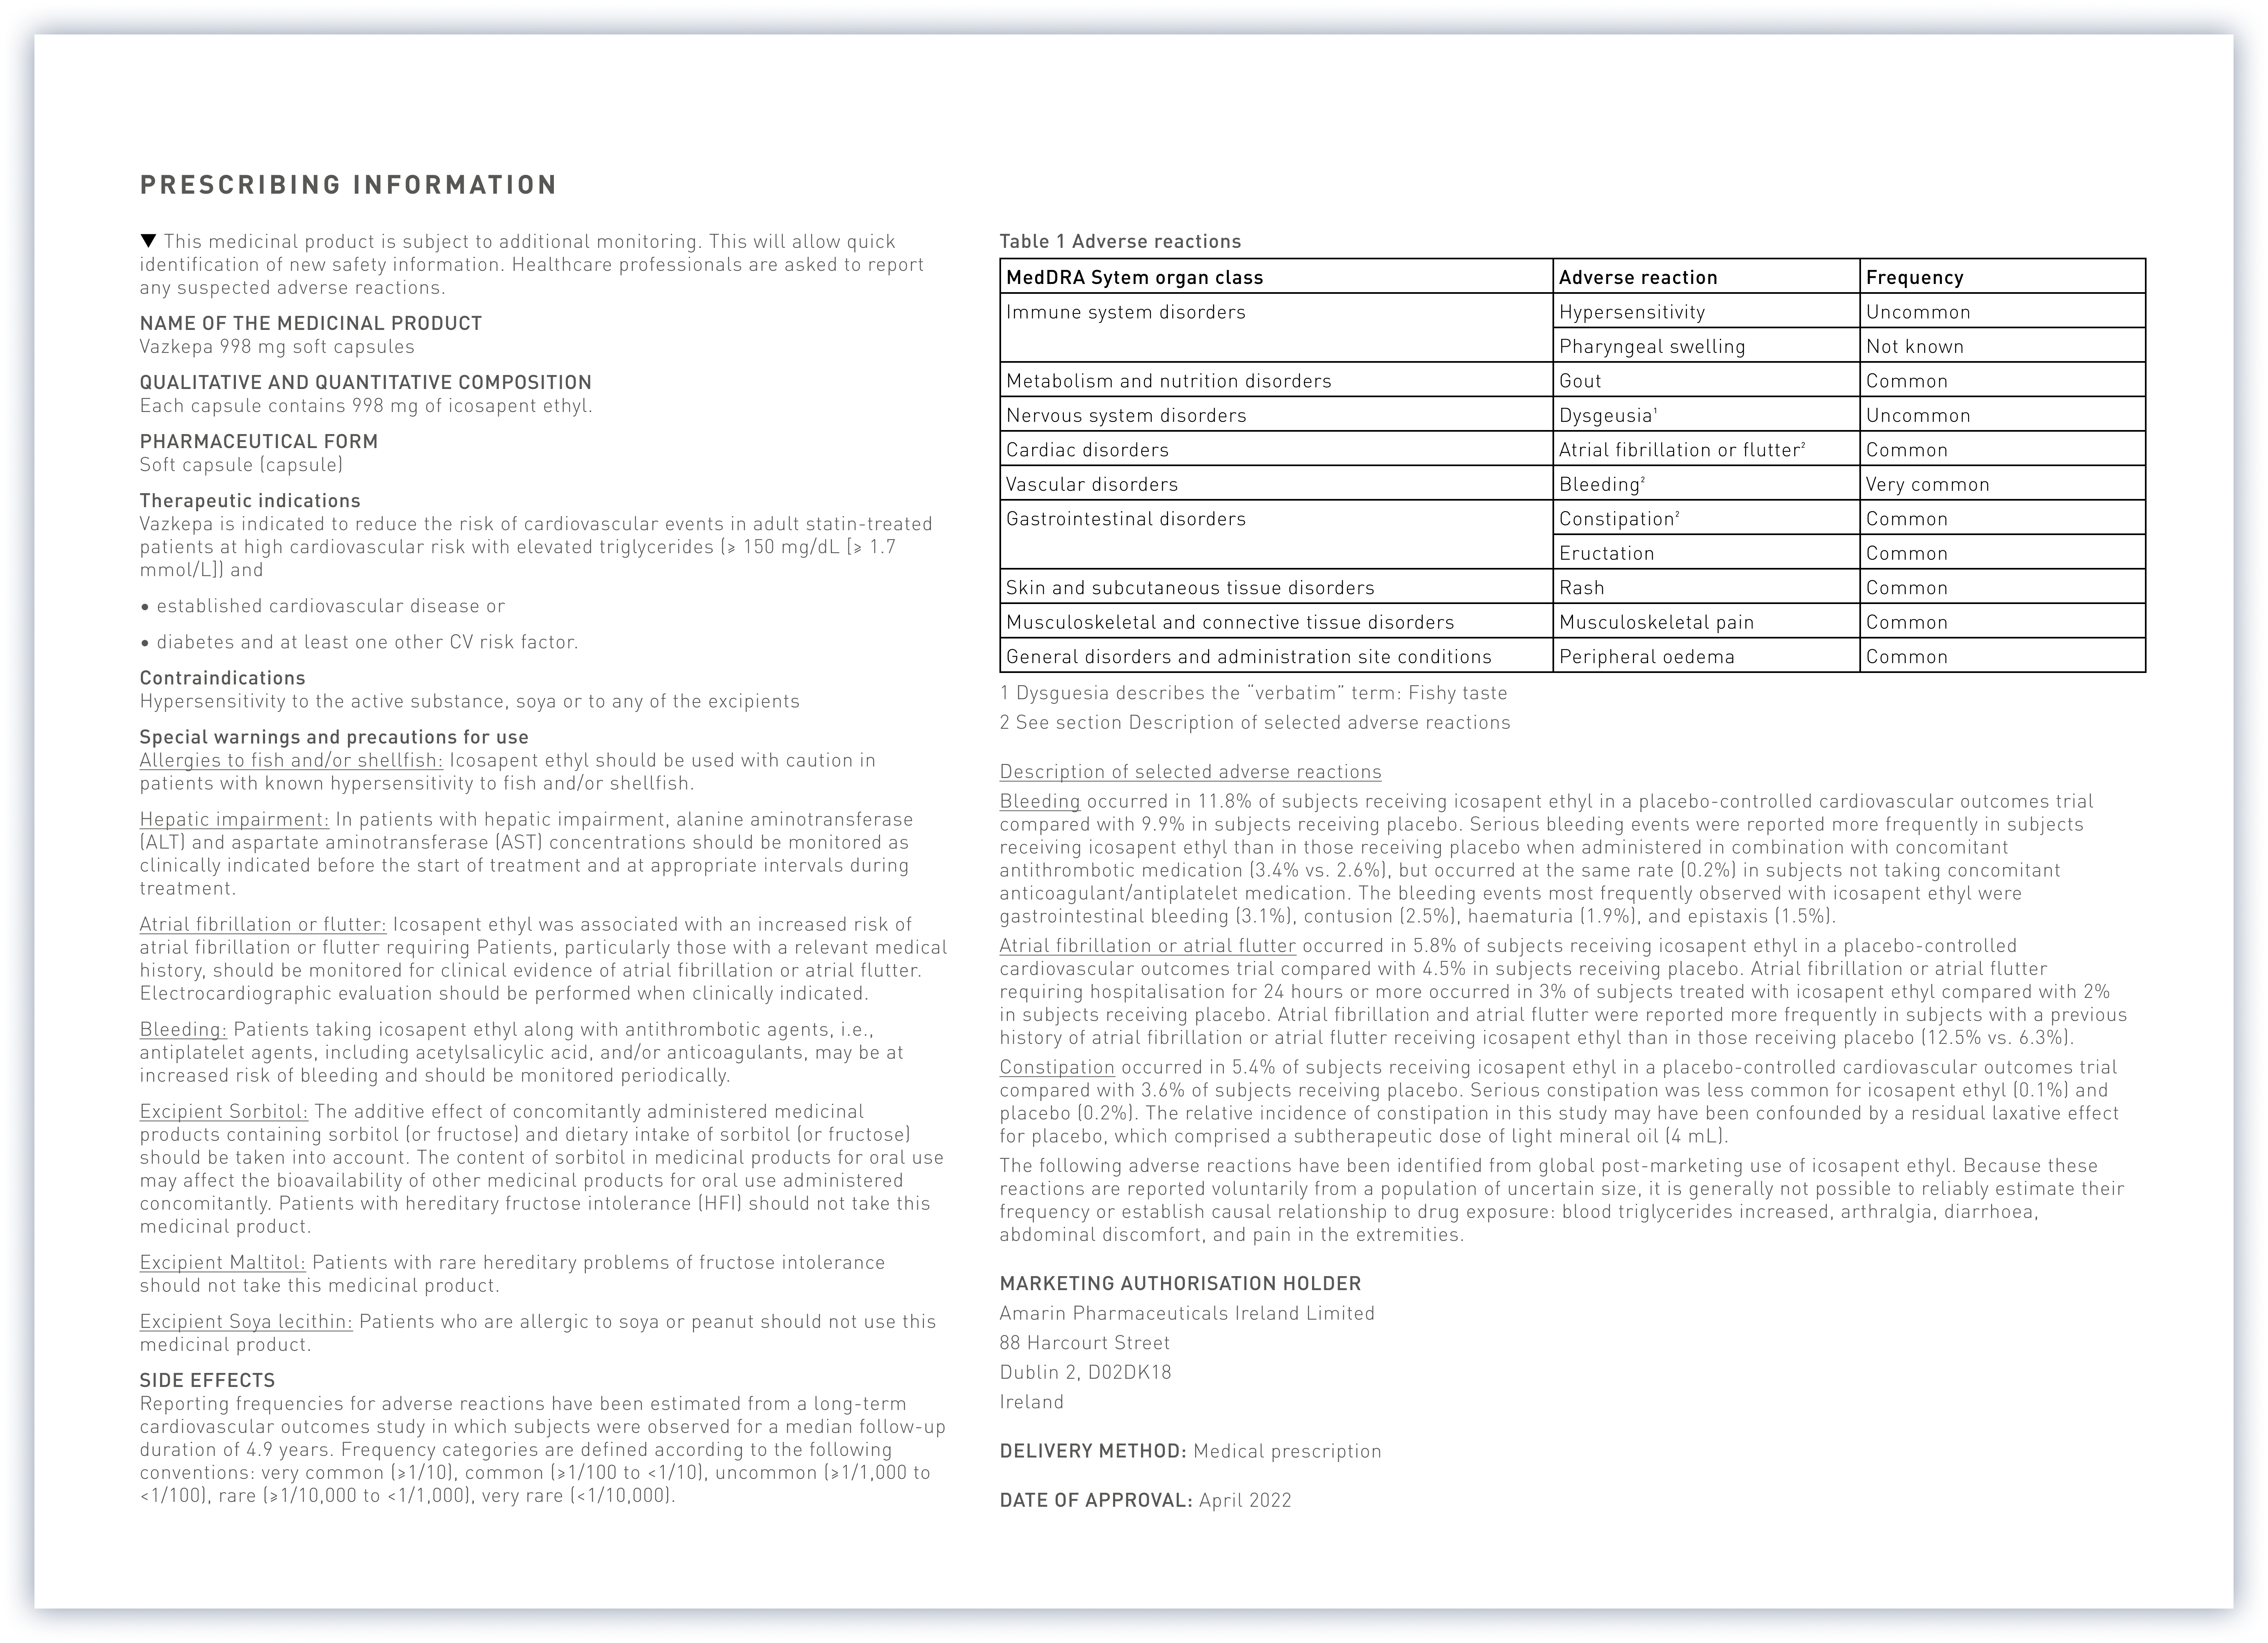 PRESCRIBING INFORMATION
▼ This medicinal product is subject to additional monitoring. This will allow quick
identification of new safety information. Healthcare professionals are asked to report
any suspected adverse reactions.
NAME OF THE MEDICINAL PRODUCT
Vazkepa 998 mg soft capsules
QUALITATIVE AND QUANTITATIVE COMPOSITION
Each capsule contains 998 mg of icosapent ethyl.
PHARMACEUTICAL FORM
Soft capsule (capsule)
Therapeutic indications
Vazkepa is indicated to reduce the risk of cardiovascular events in adult statin-treated
patients at high cardiovascular risk with elevated triglycerides (≥ 150 mg/dL [≥ 1.7
mmol/L]) and
• established cardiovascular disease or
• diabetes and at least one other CV risk factor.
Contraindications
Hypersensitivity to the active substance, soya or to any of the excipients
Special warnings and precautions for use
Allergies to fish and/or shellfish: Icosapent ethyl should be used with caution in
patients with known hypersensitivity to fish and/or shellfish.
Hepatic impairment: In patients with hepatic impairment, alanine aminotransferase
(ALT) and aspartate aminotransferase (AST) concentrations should be monitored as
clinically indicated before the start of treatment and at appropriate intervals during
treatment.
Atrial fibrillation or flutter: Icosapent ethyl was associated with an increased risk of
atrial fibrillation or flutter requiring Patients, particularly those with a relevant medical
history, should be monitored for clinical evidence of atrial fibrillation or atrial flutter.
Electrocardiographic evaluation should be performed when clinically indicated.
Bleeding: Patients taking icosapent ethyl along with antithrombotic agents, i.e.,
antiplatelet agents, including acetylsalicylic acid, and/or anticoagulants, may be at
increased risk of bleeding and should be monitored periodically.
Excipient Sorbitol: The additive effect of concomitantly administered medicinal
products containing sorbitol (or fructose) and dietary intake of sorbitol (or fructose)
should be taken into account. The content of sorbitol in medicinal products for oral use
may affect the bioavailability of other medicinal products for oral use administered
concomitantly. Patients with hereditary fructose intolerance (HFI) should not take this
medicinal product.
Excipient Maltitol: Patients with rare hereditary problems of fructose intolerance
should not take this medicinal product.
Excipient Soya lecithin: Patients who are allergic to soya or peanut should not use this
medicinal product.
SIDE EFFECTS
Reporting frequencies for adverse reactions have been estimated from a long-term
cardiovascular outcomes study in which subjects were observed for a median follow-up
duration of 4.9 years. Frequency categories are defined according to the following
conventions: very common (≥1/10), common (≥1/100 to <1/10), uncommon (≥1/1,000 to
<1/100), rare (≥1/10,000 to <1/1,000), very rare (<1/10,000).
Table 1 Adverse reactions
MedDRA Sytem organ class Adverse reaction Frequency
Immune system disorders Hypersensitivity Uncommon
Pharyngeal swelling Not known
Metabolism and nutrition disorders Gout Common
Nervous system disorders Dysgeusia¹ Uncommon
Cardiac disorders Atrial fibrillation or flutter² Common
Vascular disorders Bleeding² Very common
Gastrointestinal disorders Constipation² Common
Eructation Common
Skin and subcutaneous tissue disorders Rash Common
Musculoskeletal and connective tissue disorders Musculoskeletal pain Common
General disorders and administration site conditions Peripheral oedema Common
1 Dysguesia describes the “verbatim” term: Fishy taste
2 See section Description of selected adverse reactions
Description of selected adverse reactions
Bleeding occurred in 11.8% of subjects receiving icosapent ethyl in a placebo-controlled cardiovascular outcomes trial
compared with 9.9% in subjects receiving placebo. Serious bleeding events were reported more frequently in subjects
receiving icosapent ethyl than in those receiving placebo when administered in combination with concomitant
antithrombotic medication (3.4% vs. 2.6%), but occurred at the same rate (0.2%) in subjects not taking concomitant
anticoagulant/antiplatelet medication. The bleeding events most frequently observed with icosapent ethyl were
gastrointestinal bleeding (3.1%), contusion (2.5%), haematuria (1.9%), and epistaxis (1.5%).
Atrial fibrillation or atrial flutter occurred in 5.8% of subjects receiving icosapent ethyl in a placebo-controlled
cardiovascular outcomes trial compared with 4.5% in subjects receiving placebo. Atrial fibrillation or atrial flutter
requiring hospitalisation for 24 hours or more occurred in 3% of subjects treated with icosapent ethyl compared with 2%
in subjects receiving placebo. Atrial fibrillation and atrial flutter were reported more frequently in subjects with a previous
history of atrial fibrillation or atrial flutter receiving icosapent ethyl than in those receiving placebo (12.5% vs. 6.3%).
Constipation occurred in 5.4% of subjects receiving icosapent ethyl in a placebo-controlled cardiovascular outcomes trial
compared with 3.6% of subjects receiving placebo. Serious constipation was less common for icosapent ethyl (0.1%) and
placebo (0.2%). The relative incidence of constipation in this study may have been confounded by a residual laxative effect
for placebo, which comprised a subtherapeutic dose of light mineral oil (4 mL).
The following adverse reactions have been identified from global post-marketing use of icosapent ethyl. Because these
reactions are reported voluntarily from a population of uncertain size, it is generally not possible to reliably estimate their
frequency or establish causal relationship to drug exposure: blood triglycerides increased, arthralgia, diarrhoea,
abdominal discomfort, and pain in the extremities.
MARKETING AUTHORISATION HOLDER
Amarin Pharmaceuticals Ireland Limited
88 Harcourt Street
Dublin 2, D02DK18
Ireland
DELIVERY METHOD: Medical prescription
DATE OF APPROVAL: April 2022